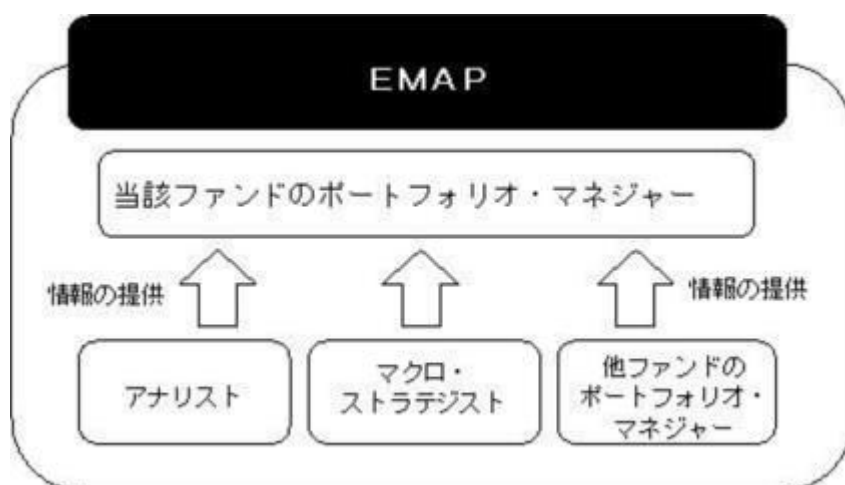 EMAP
当該ファンドのポートフォリオ・マネジャー
情報の提供
情報の提供
アナリスト
マクロ・
ストラテジスト
他ファンドの
ポートフォリオ・
マネジャー